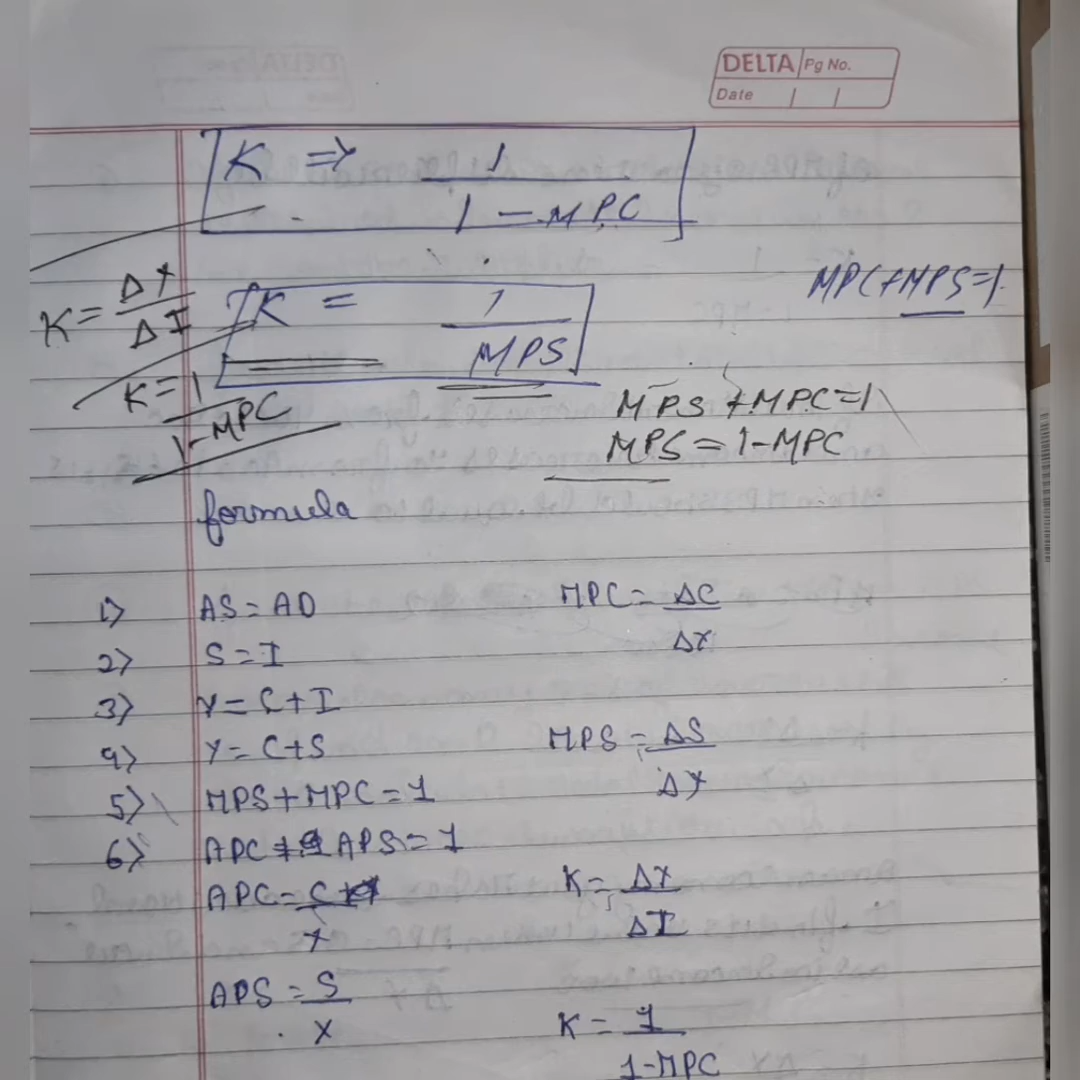 DELTA Pg No.
Date
K ⇒ 1 / 1 - MPC
K = ΔY / ΔI
K = 1 / MPS
MPC + MPS = 1.
K = 1 / 1 - MPC
MPS + MPC = 1
MPS = 1 - MPC
formula
1) AS = AD
MPC = ΔC / ΔY
2) S = I
3) Y = C + I
4) Y = C + S
MPS = ΔS / ΔY
5) MPS + MPC = 1
6) APC + APS = 1
APC = C / Y
K = ΔY / ΔI
APS = S / Y
K = 1 / 1 - MPC